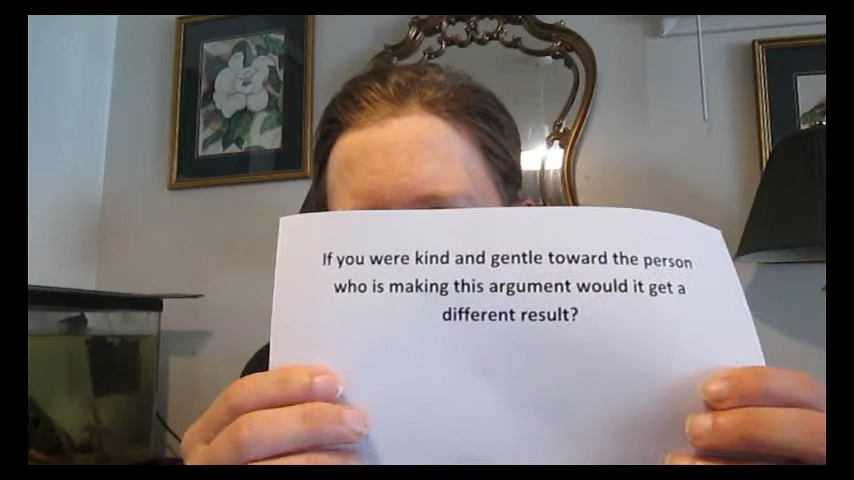 If you were kind and gentle toward the person
who is making this argument would it get a
different result?